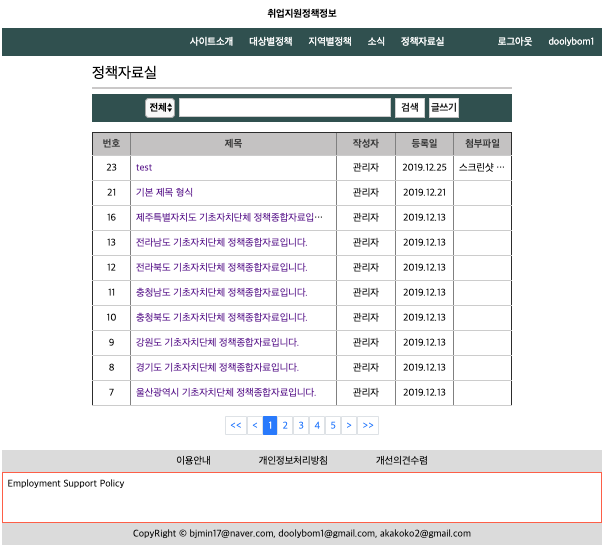 취업지원정책정보
사이트소개 대상별정책 지역별정책 소식 정책자료실 로그아웃 doolybom1
정책자료실
전체 검색 글쓰기
번호 제목 작성자 등록일 첨부파일
23 test 관리자 2019.12.25 스크린샷 …
21 기본 제목 형식 관리자 2019.12.21
16 제주특별자치도 기초자치단체 정책종합자료입… 관리자 2019.12.13
13 전라남도 기초자치단체 정책종합자료입니다. 관리자 2019.12.13
12 전라북도 기초자치단체 정책종합자료입니다. 관리자 2019.12.13
11 충청남도 기초자치단체 정책종합자료입니다. 관리자 2019.12.13
10 충청북도 기초자치단체 정책종합자료입니다. 관리자 2019.12.13
9 강원도 기초자치단체 정책종합자료입니다. 관리자 2019.12.13
8 경기도 기초자치단체 정책종합자료입니다. 관리자 2019.12.13
7 울산광역시 기초자치단체 정책종합자료입니다. 관리자 2019.12.13
<< < 1 2 3 4 5 > >>
이용안내 개인정보처리방침 개선의견수렴
Employment Support Policy
CopyRight © bjmin17@naver.com, doolybom1@gmail.com, akakoko2@gmail.com